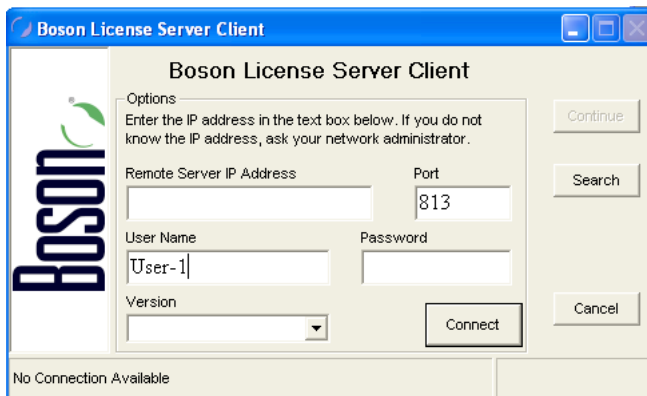 Boson License Server Client
Boson License Server Client
Boson
Options
Enter the IP address in the text box below. If you do not
know the IP address, ask your network administrator.
Continue
Remote Server IP Address
Port
Search
813
User Name
Password
User-1
Version
Cancel
Connect
No Connection Available